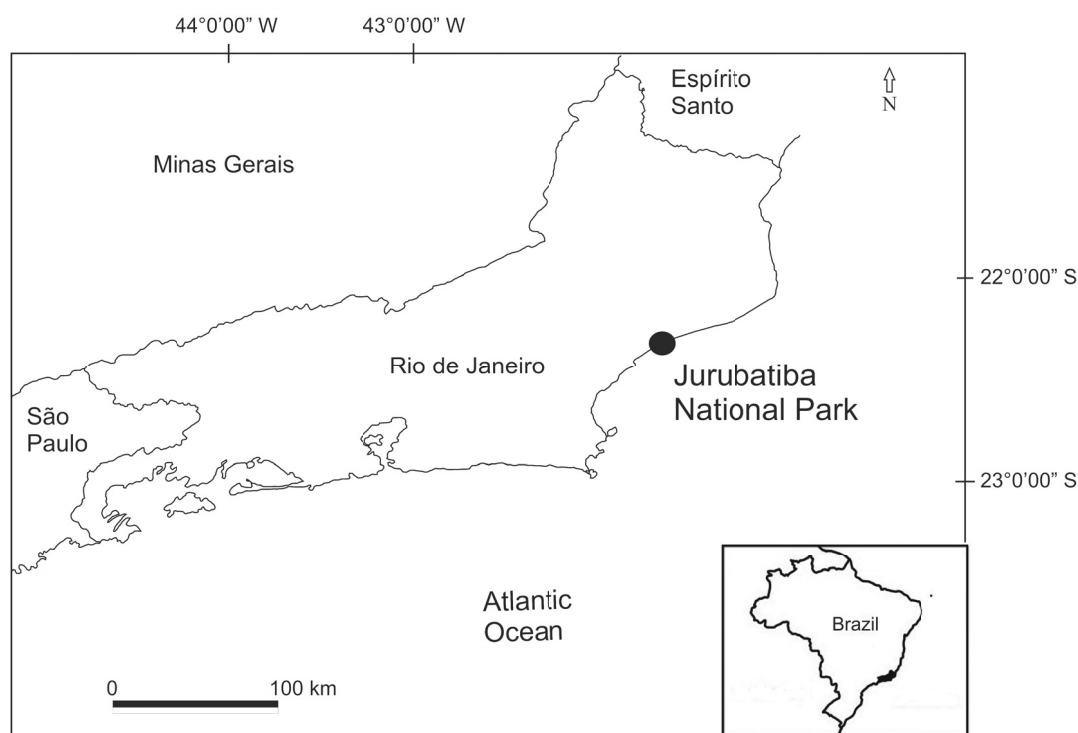 44°0'00” W
43°0'00” W
Espírito
Santo
N
Minas Gerais
22°0'00” S
Rio de Janeiro
Jurubatiba
National Park
São
Paulo
23°0'00” S
Atlantic
Ocean
Brazil
0
100 km